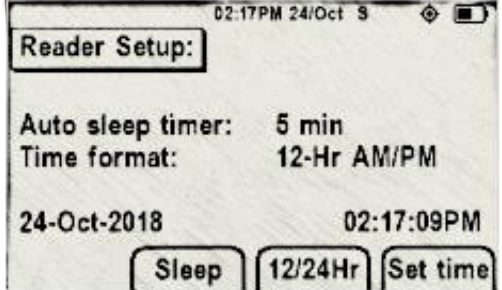 02:17PM 24/Oct S
Reader Setup:
Auto sleep timer: 5 min
Time format: 12-Hr AM/PM
24-Oct-2018 02:17:09PM
Sleep 12/24Hr Set time